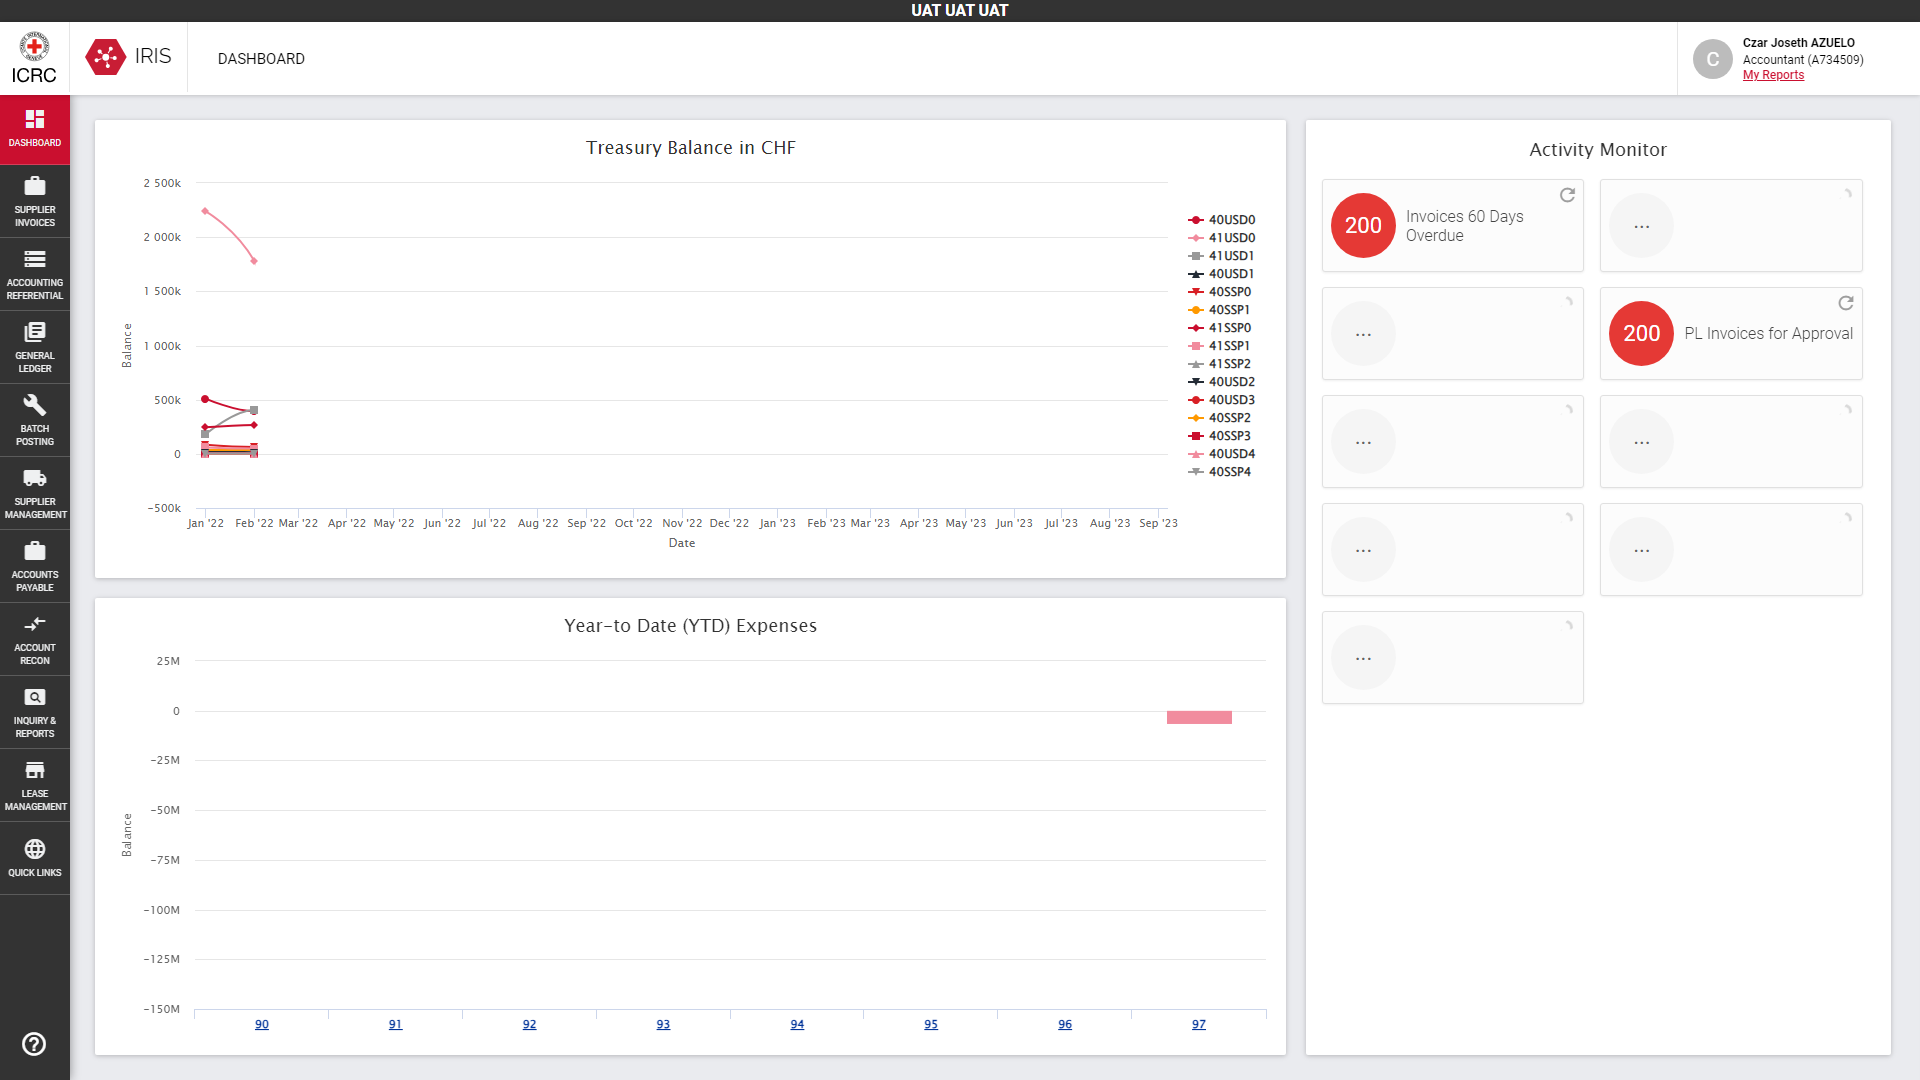 UAT UAT UAT
ICRC
IRIS
DASHBOARD
Czar Joseth AZUELO
Accountant (A734509)
My Reports
DASHBOARD
SUPPLIER
INVOICES
ACCOUNTING
REFERENTIAL
GENERAL
LEDGER
BATCH
POSTING
SUPPLIER
MANAGEMENT
ACCOUNTS
PAYABLE
ACCOUNT
RECON
INQUIRY &
REPORTS
LEASE
MANAGEMENT
QUICK LINKS
Treasury Balance in CHF
2 500k
2 000k
1 500k
1 000k
500k
0
-500k
Balance
Jan '22 Feb '22 Mar '22 Apr '22 May '22 Jun '22 Jul '22 Aug '22 Sep '22 Oct '22 Nov '22 Dec '22 Jan '23 Feb '23 Mar '23 Apr '23 May '23 Jun '23 Jul '23 Aug '23 Sep '23
Date
40USD0
41USD0
41USD1
40USD1
40SSP0
40SSP1
41SSP0
41SSP1
41SSP2
40USD2
40USD3
40SSP2
40SSP3
40USD4
40SSP4
Year-to Date (YTD) Expenses
25M
0
-25M
-50M
-75M
-100M
-125M
-150M
Balance
90 91 92 93 94 95 96 97
Activity Monitor
200
Invoices 60 Days
Overdue
...
...
200
PL Invoices for Approval
...
...
...
...
...